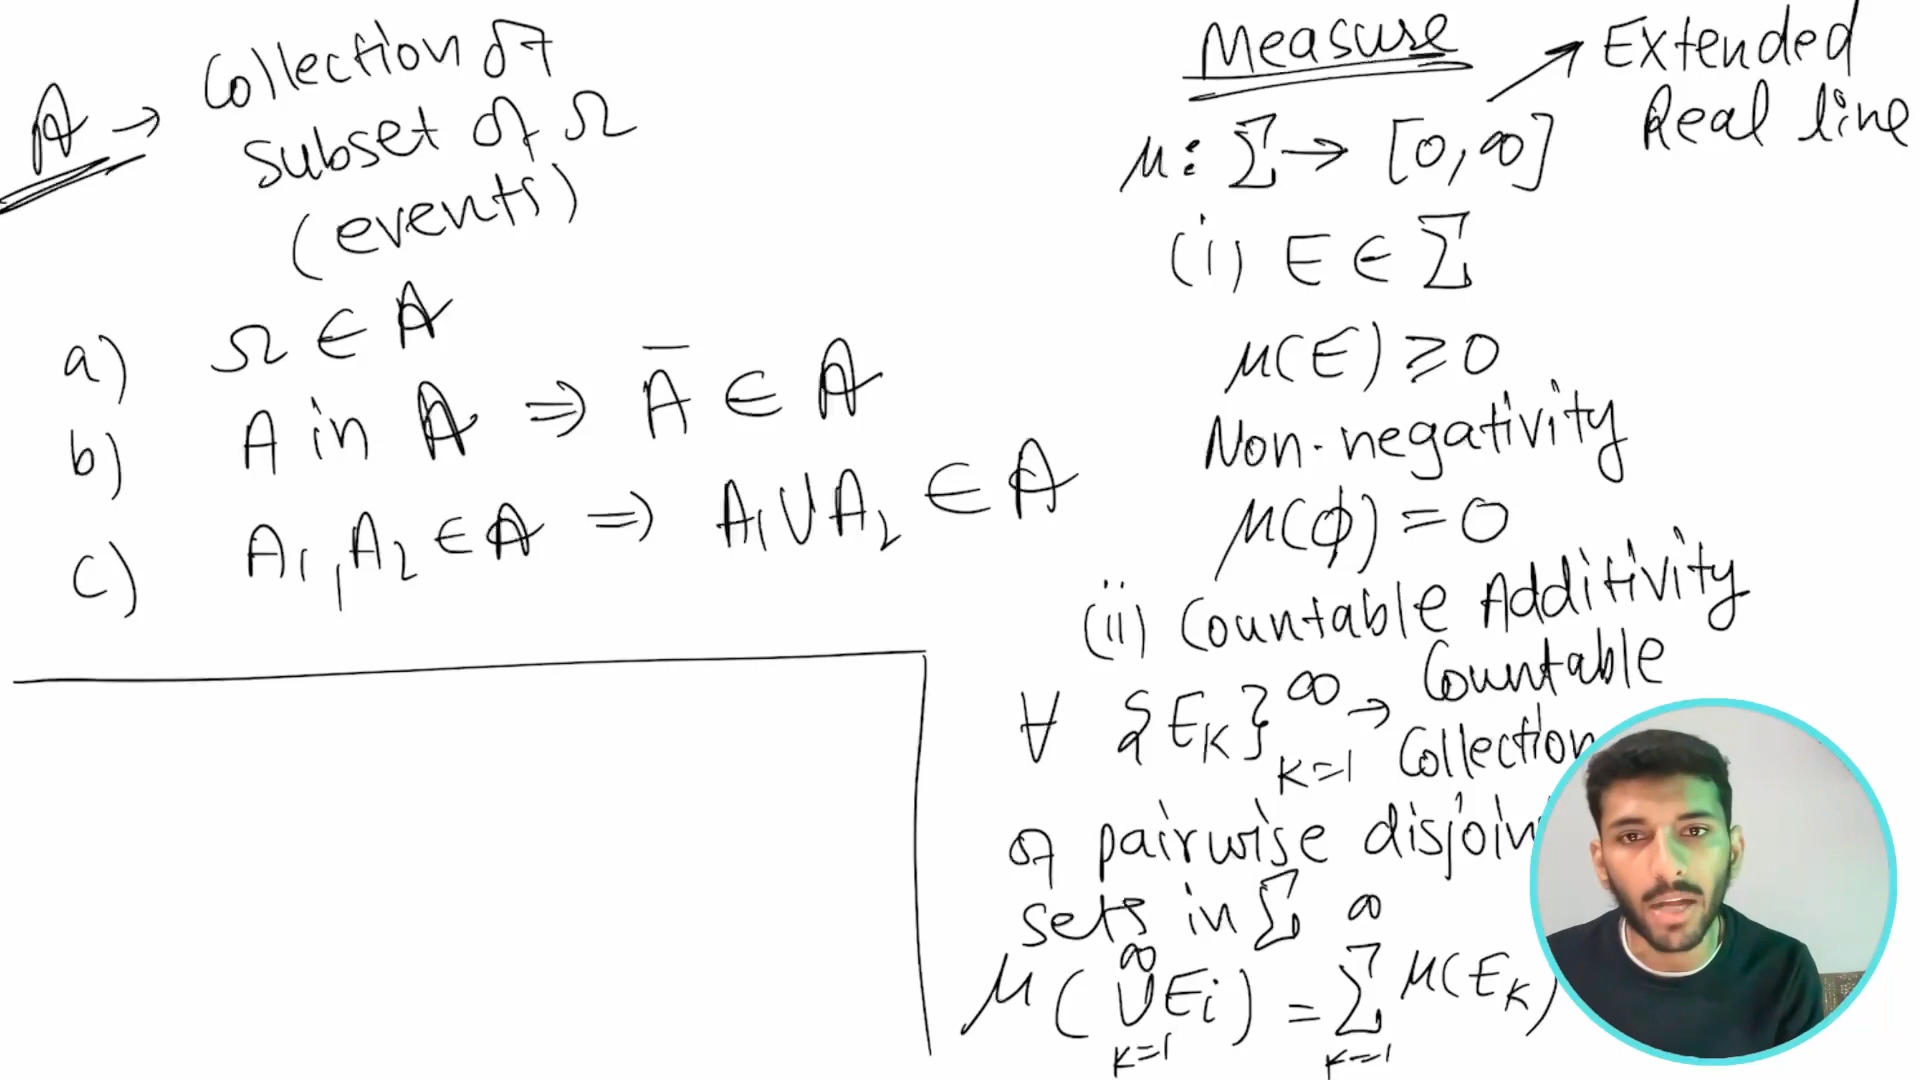 𝔸 → Collection of
subset of Ω
(events)
a) Ω ∈ 𝔸
b) A in 𝔸 ⇒ A̅ ∈ 𝔸
c) A₁, A₂ ∈ 𝔸 ⇒ A₁ ∪ A₂ ∈ 𝔸
Measure
→ Extended
Real line
μ: Σ → [0, ∞]
(i) E ∈ Σ
μ(E) ≥ 0
Non-negativity
μ(ϕ) = 0
(ii) Countable Additivity
∀ {E_K}_{K=1}^∞ → Countable
Collection
of pairwise disjoin
sets in Σ
μ(⋃_{K=1}^∞ Ei) = Σ_{K=1}^∞ μ(E_K)